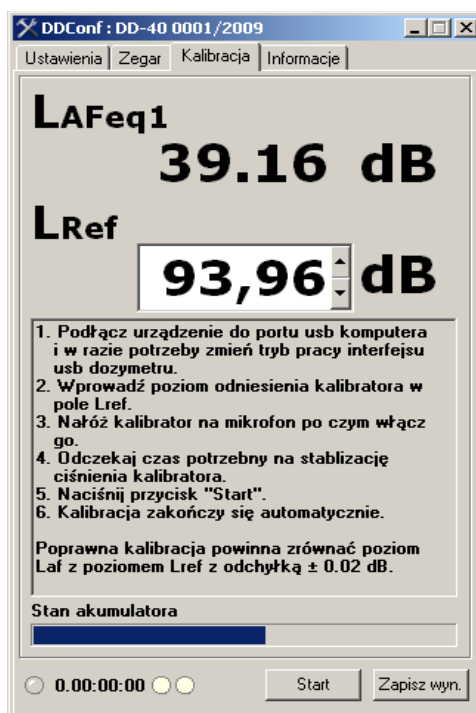 DDConf : DD-40 0001/2009
Ustawienia Zegar Kalibracja Informacje
LAFeq1
39.16 dB
LRef
93,96 dB
1. Podłącz urządzenie do portu usb komputera
i w razie potrzeby zmień tryb pracy interfejsu
usb dozymetru.
2. Wprowadź poziom odniesienia kalibratora w
pole Lref.
3. Nałóż kalibrator na mikrofon po czym włącz
go.
4. Odczekaj czas potrzebny na stablizację
ciśnienia kalibratora.
5. Naciśnij przycisk "Start".
6. Kalibracja zakończy się automatycznie.
Poprawna kalibracja powinna zrównać poziom
Laf z poziomem Lref z odchyłką ± 0.02 dB.
Stan akumulatora
0.00:00:00 Start Zapisz wyn.